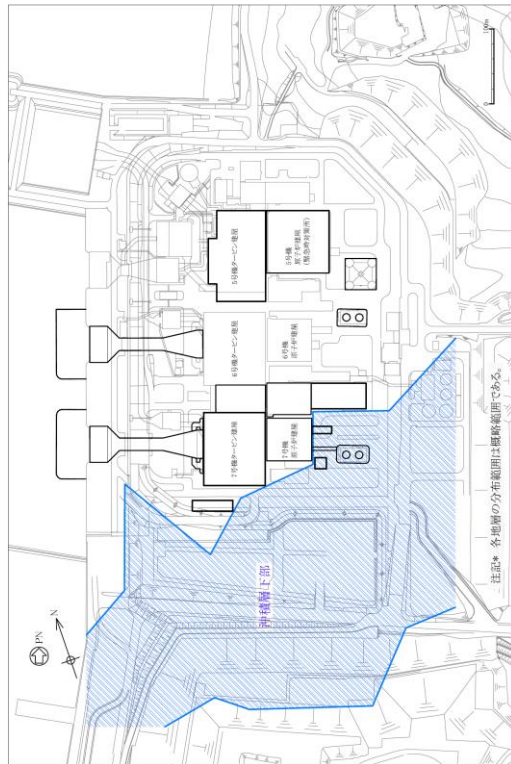 100m
0
5号機タービン建屋
5号機
原子炉建屋
(緊急時対策所)
6号機タービン建屋
6号機
原子炉建屋
7号機タービン建屋
7号機
原子炉建屋
沖積層下部
PN
N
注記* 各地層の分布範囲は概略範囲である。